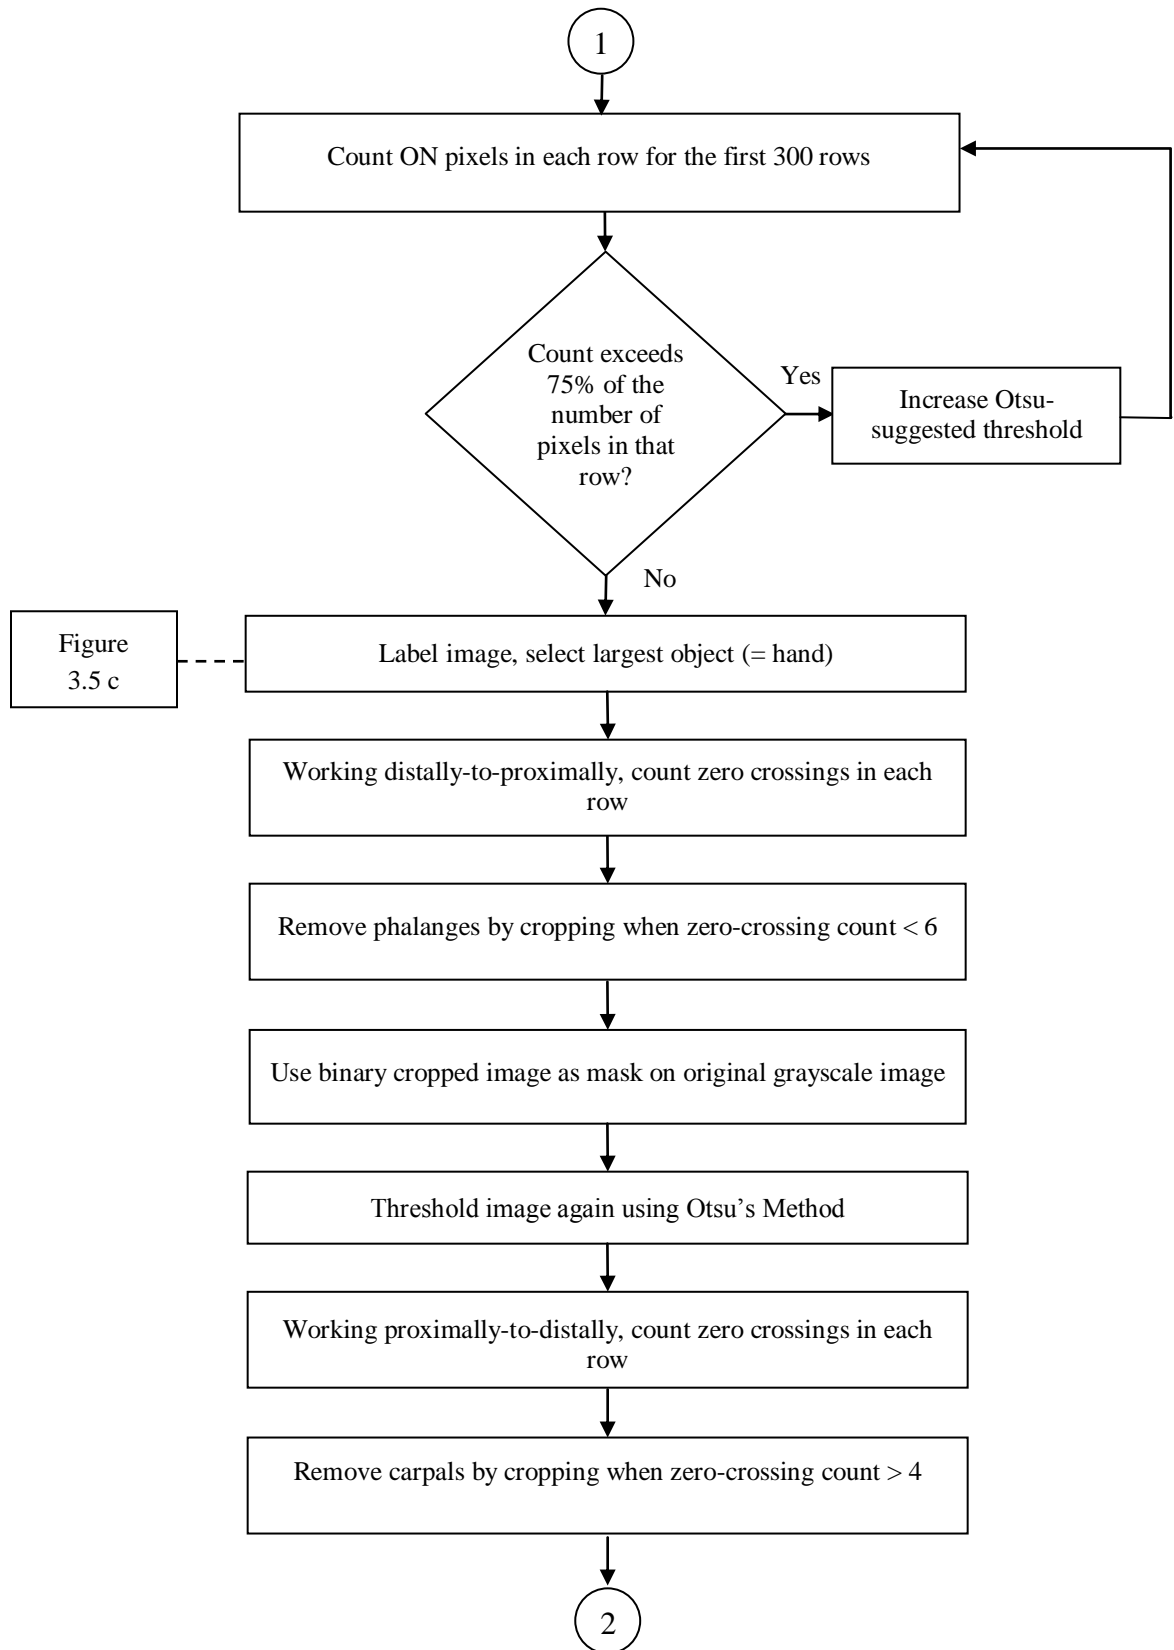 1
Count ON pixels in each row for the first 300 rows
Count exceeds
75% of the
number of
pixels in that
row?
Yes
Increase Otsu-
suggested threshold
No
Figure
3.5 c
Label image, select largest object (= hand)
Working distally-to-proximally, count zero crossings in each
row
Remove phalanges by cropping when zero-crossing count < 6
Use binary cropped image as mask on original grayscale image
Threshold image again using Otsu’s Method
Working proximally-to-distally, count zero crossings in each
row
Remove carpals by cropping when zero-crossing count > 4
2